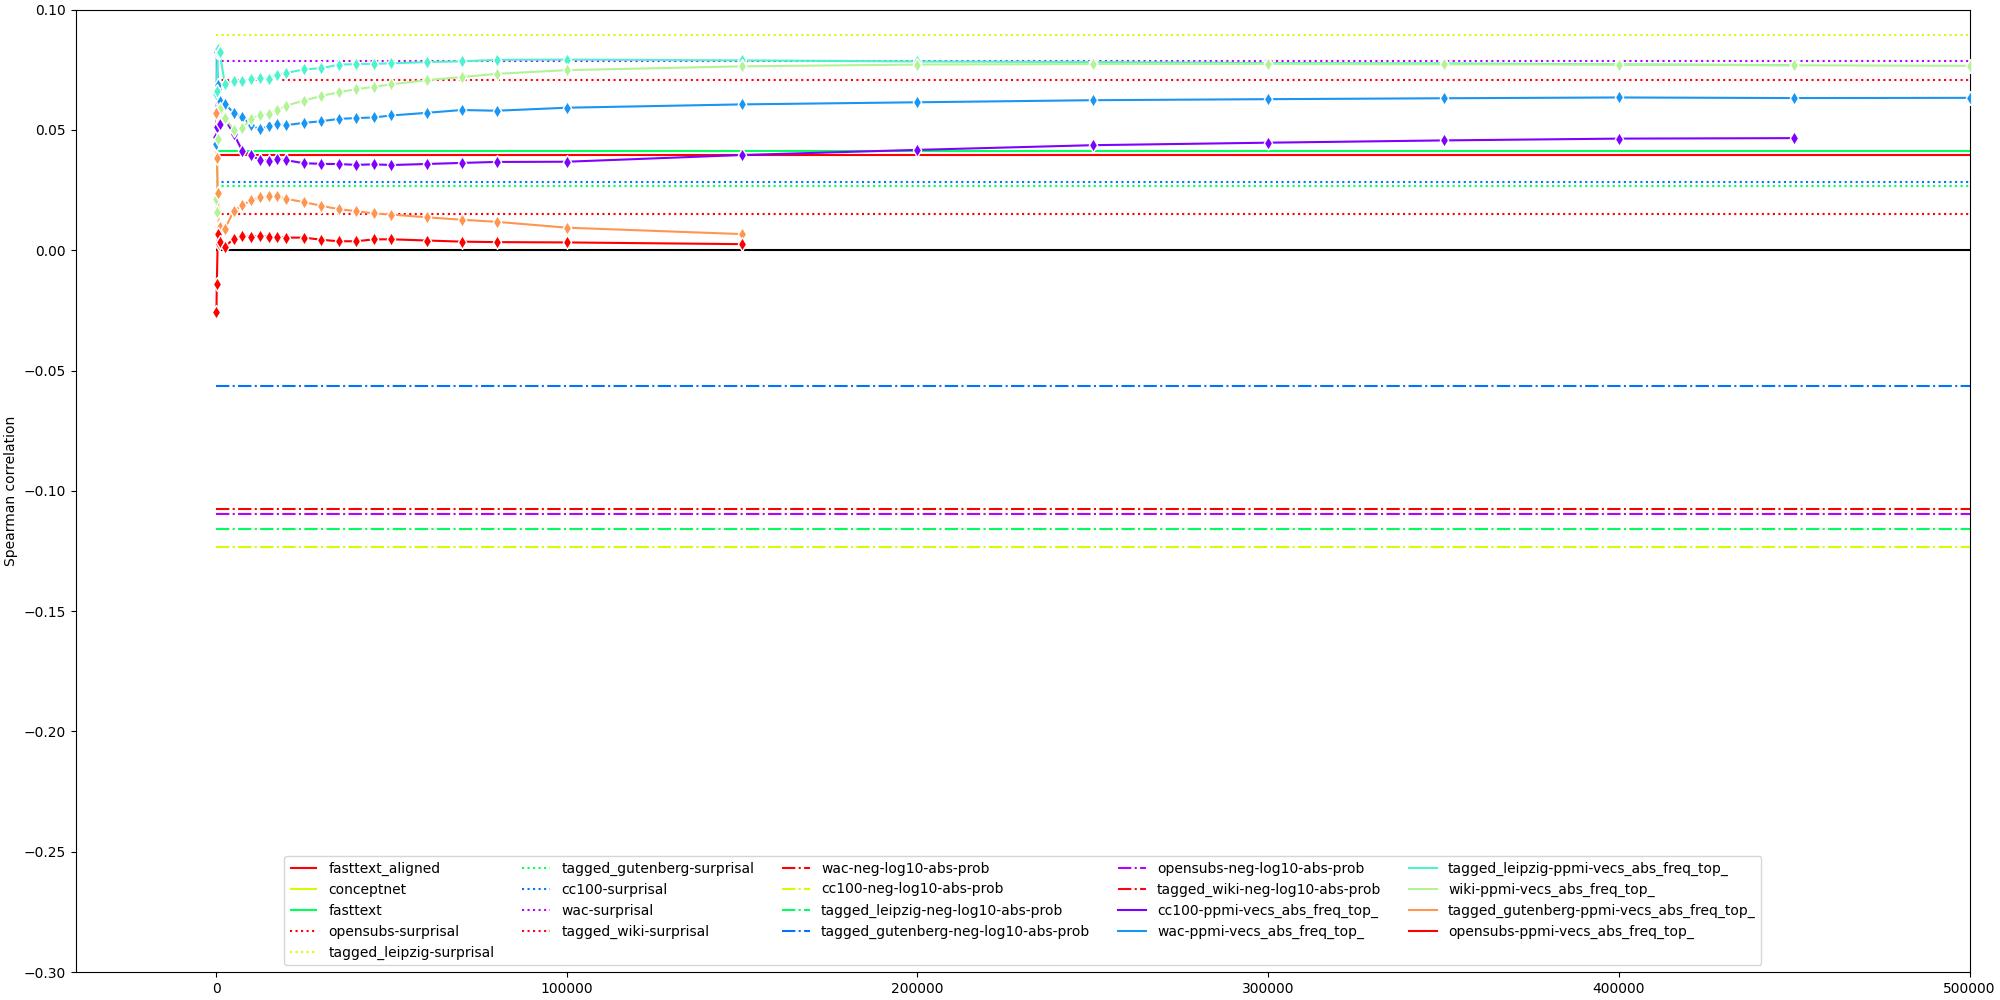 0.10
0.05
0.00
−0.05
−0.10
−0.15
−0.20
−0.25
−0.30
Spearman correlation
0
100000
200000
300000
400000
500000
fasttext_aligned
conceptnet
fasttext
opensubs-surprisal
tagged_leipzig-surprisal
tagged_gutenberg-surprisal
cc100-surprisal
wac-surprisal
tagged_wiki-surprisal
wac-neg-log10-abs-prob
cc100-neg-log10-abs-prob
tagged_leipzig-neg-log10-abs-prob
tagged_gutenberg-neg-log10-abs-prob
opensubs-neg-log10-abs-prob
tagged_wiki-neg-log10-abs-prob
cc100-ppmi-vecs_abs_freq_top_
wac-ppmi-vecs_abs_freq_top_
tagged_leipzig-ppmi-vecs_abs_freq_top_
wiki-ppmi-vecs_abs_freq_top_
tagged_gutenberg-ppmi-vecs_abs_freq_top_
opensubs-ppmi-vecs_abs_freq_top_